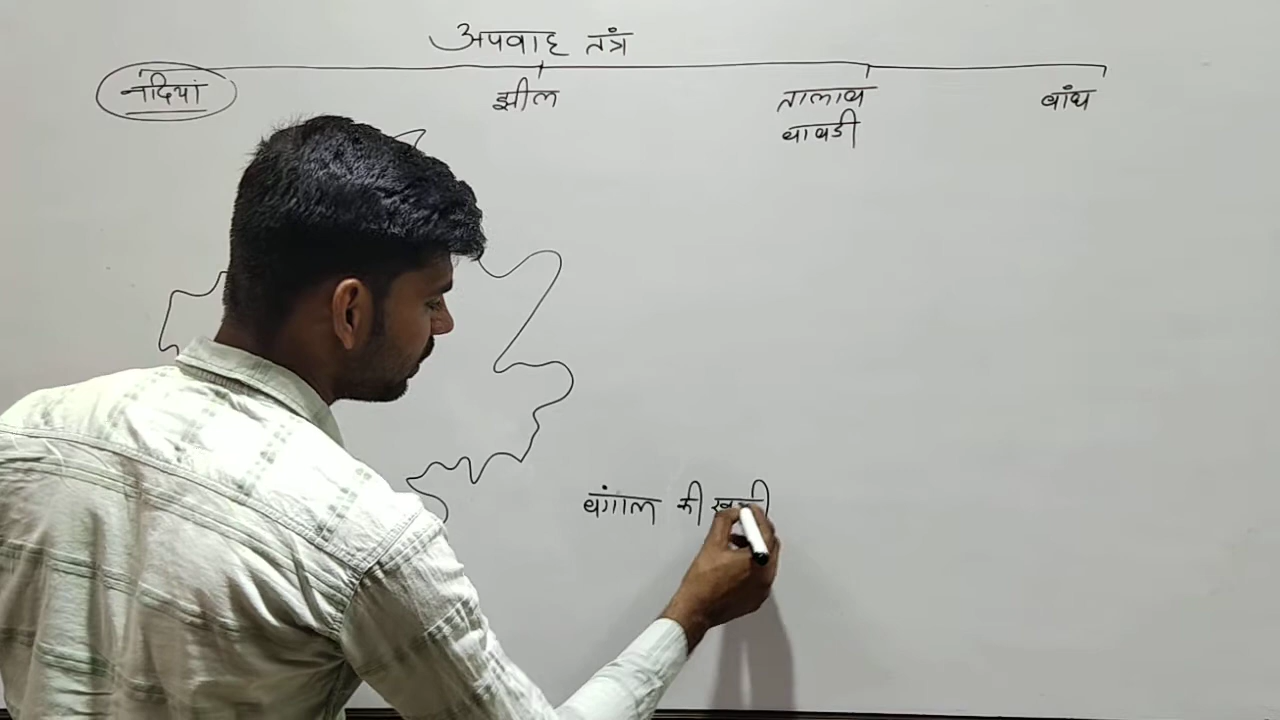 अपवाह तंत्र
नदियां
झील
तालाब
बावडी
बांध
बंगाल की